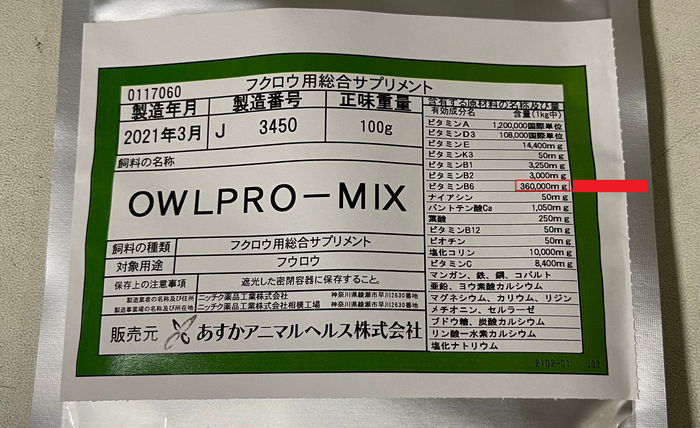 0117060
フクロウ用総合サプリメント
製造年月
製造番号
正味重量
2021年3月
J 3450
100g
飼料の名称
OWLPRO-MIX
飼料の種類
フクロウ用総合サプリメント
対象用途
フウロウ
保存上の注意事項
遮光した密閉容器に保存すること。
製造業者の名称及び住所
ニッチク薬品工業株式会社
神奈川県綾瀬市早川2630番地
製造事業場の名称及び所在地
ニッチク薬品工業株式会社相模工場
神奈川県綾瀬市早川2630番地
販売元
あすかアニマルヘルス株式会社
含有する原材料の名称及び量
有効成分名 含量(1kg中)
ビタミンA 1,200,000国際単位
ビタミンD3 108,000国際単位
ビタミンE 14,400mg
ビタミンK3 50mg
ビタミンB1 3,250mg
ビタミンB2 3,000mg
ビタミンB6 360,000mg
ナイアシン 50mg
パントテン酸Ca 1,050mg
葉酸 250mg
ビタミンB12 50mg
ビオチン 50mg
塩化コリン 10,000mg
ビタミンC 8,400mg
マンガン、鉄、銅、コバルト
亜鉛、ヨウ素酸カルシウム
マグネシウム、カリウム、リジン
メチオニン、セルラーゼ
ブドウ糖、炭酸カルシウム
リン酸一水素カルシウム
塩化ナトリウム
2102-01 J03